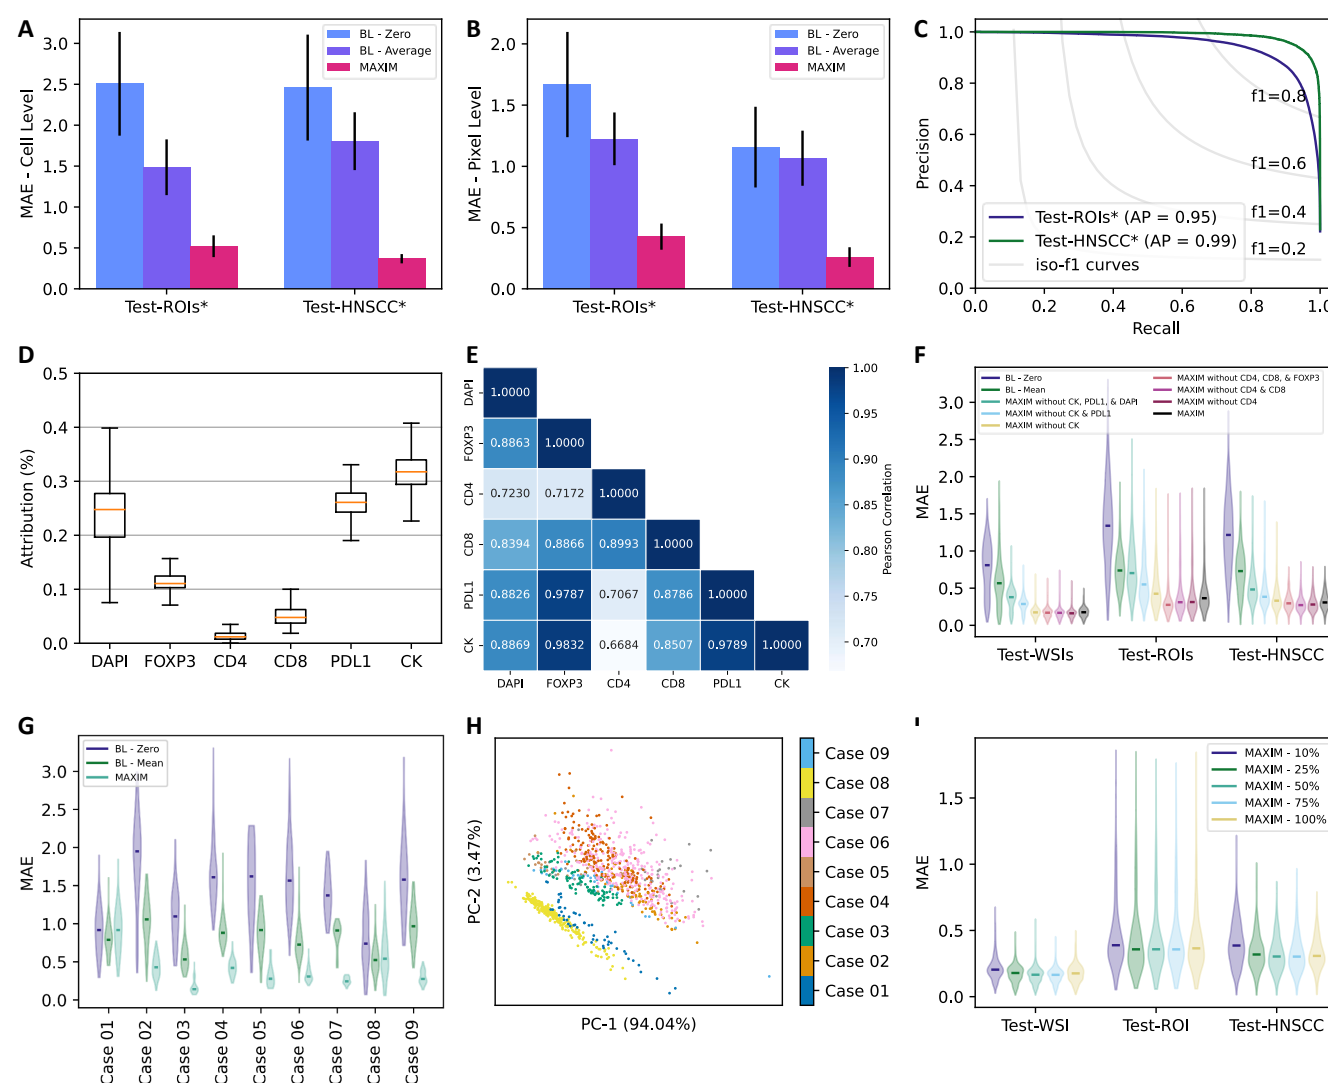 A
3.0
2.5
2.0
1.5
1.0
0.5
0.0
MAE - Cell Level
BL - Zero
BL - Average
MAXIM
Test-ROIs*
Test-HNSCC*
B
2.0
1.5
1.0
0.5
0.0
MAE - Pixel Level
BL - Zero
BL - Average
MAXIM
Test-ROIs*
Test-HNSCC*
C
1.0
0.8
0.6
0.4
0.2
0.0
Precision
f1=0.8
f1=0.6
f1=0.4
f1=0.2
Test-ROIs* (AP = 0.95)
Test-HNSCC* (AP = 0.99)
iso-f1 curves
0.0 0.2 0.4 0.6 0.8 1.0
Recall
D
0.5
0.4
0.3
0.2
0.1
0.0
Attribution (%)
DAPI FOXP3 CD4 CD8 PDL1 CK
E
DAPI 1.0000
FOXP3 0.8863 1.0000
CD4 0.7230 0.7172 1.0000
CD8 0.8394 0.8866 0.8993 1.0000
PDL1 0.8826 0.9787 0.7067 0.8786 1.0000
CK 0.8869 0.9832 0.6684 0.8507 0.9789 1.0000
DAPI FOXP3 CD4 CD8 PDL1 CK
1.00
0.95
0.90
0.85
0.80
0.75
0.70
Pearson Correlation
F
3.0
2.5
2.0
1.5
1.0
0.5
0.0
MAE
BL - Zero
BL - Mean
MAXIM without CK, PDL1, & DAPI
MAXIM without CK & PDL1
MAXIM without CK
MAXIM without CD4, CD8, & FOXP3
MAXIM without CD4 & CD8
MAXIM without CD4
MAXIM
Test-WSIs
Test-ROIs
Test-HNSCC
G
3.0
2.5
2.0
1.5
1.0
0.5
0.0
MAE
BL - Zero
BL - Mean
MAXIM
Case 01
Case 02
Case 03
Case 04
Case 05
Case 06
Case 07
Case 08
Case 09
H
PC-2 (3.47%)
PC-1 (94.04%)
Case 09
Case 08
Case 07
Case 06
Case 05
Case 04
Case 03
Case 02
Case 01
I
1.5
1.0
0.5
0.0
MAE
MAXIM - 10%
MAXIM - 25%
MAXIM - 50%
MAXIM - 75%
MAXIM - 100%
Test-WSI
Test-ROI
Test-HNSCC